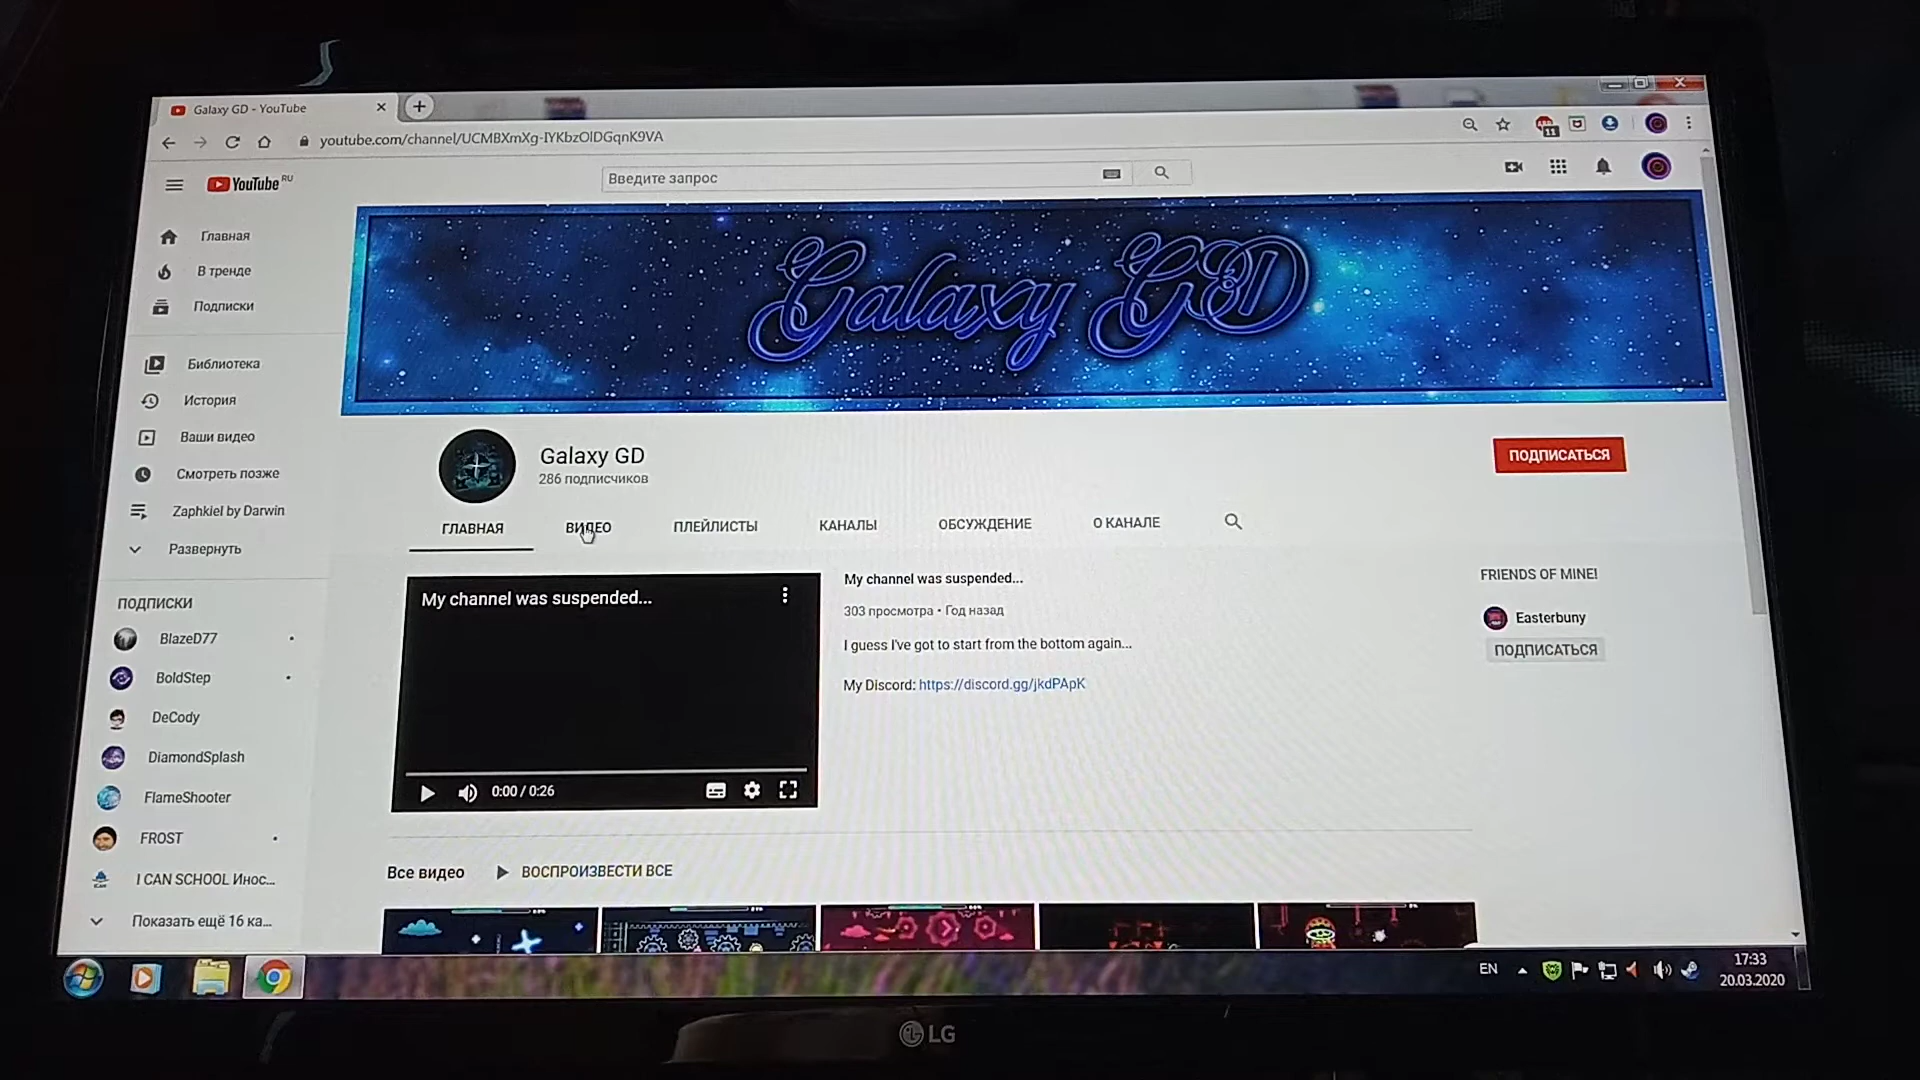 Galaxy GD - YouTube
youtube.com/channel/UCMBXmXg-IYKbzOlDGqnK9VA
11
YouTube RU
Введите запрос
Главная
В тренде
Подписки
Библиотека
История
Ваши видео
Смотреть позже
Zaphkiel by Darwin
Развернуть
ПОДПИСКИ
BlazeD77
BoldStep
DeCody
DiamondSplash
FlameShooter
FROST
I CAN SCHOOL Инос...
Показать ещё 16 ка...
Galaxy GD
Galaxy GD
286 подписчиков
ПОДПИСАТЬСЯ
ГЛАВНАЯ
ВИДЕО
ПЛЕЙЛИСТЫ
КАНАЛЫ
ОБСУЖДЕНИЕ
О КАНАЛЕ
My channel was suspended...
0:00 / 0:26
My channel was suspended...
303 просмотра • Год назад
I guess I've got to start from the bottom again...
My Discord: https://discord.gg/jkdPApK
FRIENDS OF MINE!
Easterbuny
ПОДПИСАТЬСЯ
Все видео
ВОСПРОИЗВЕСТИ ВСЕ
EN
17:33
20.03.2020
LG